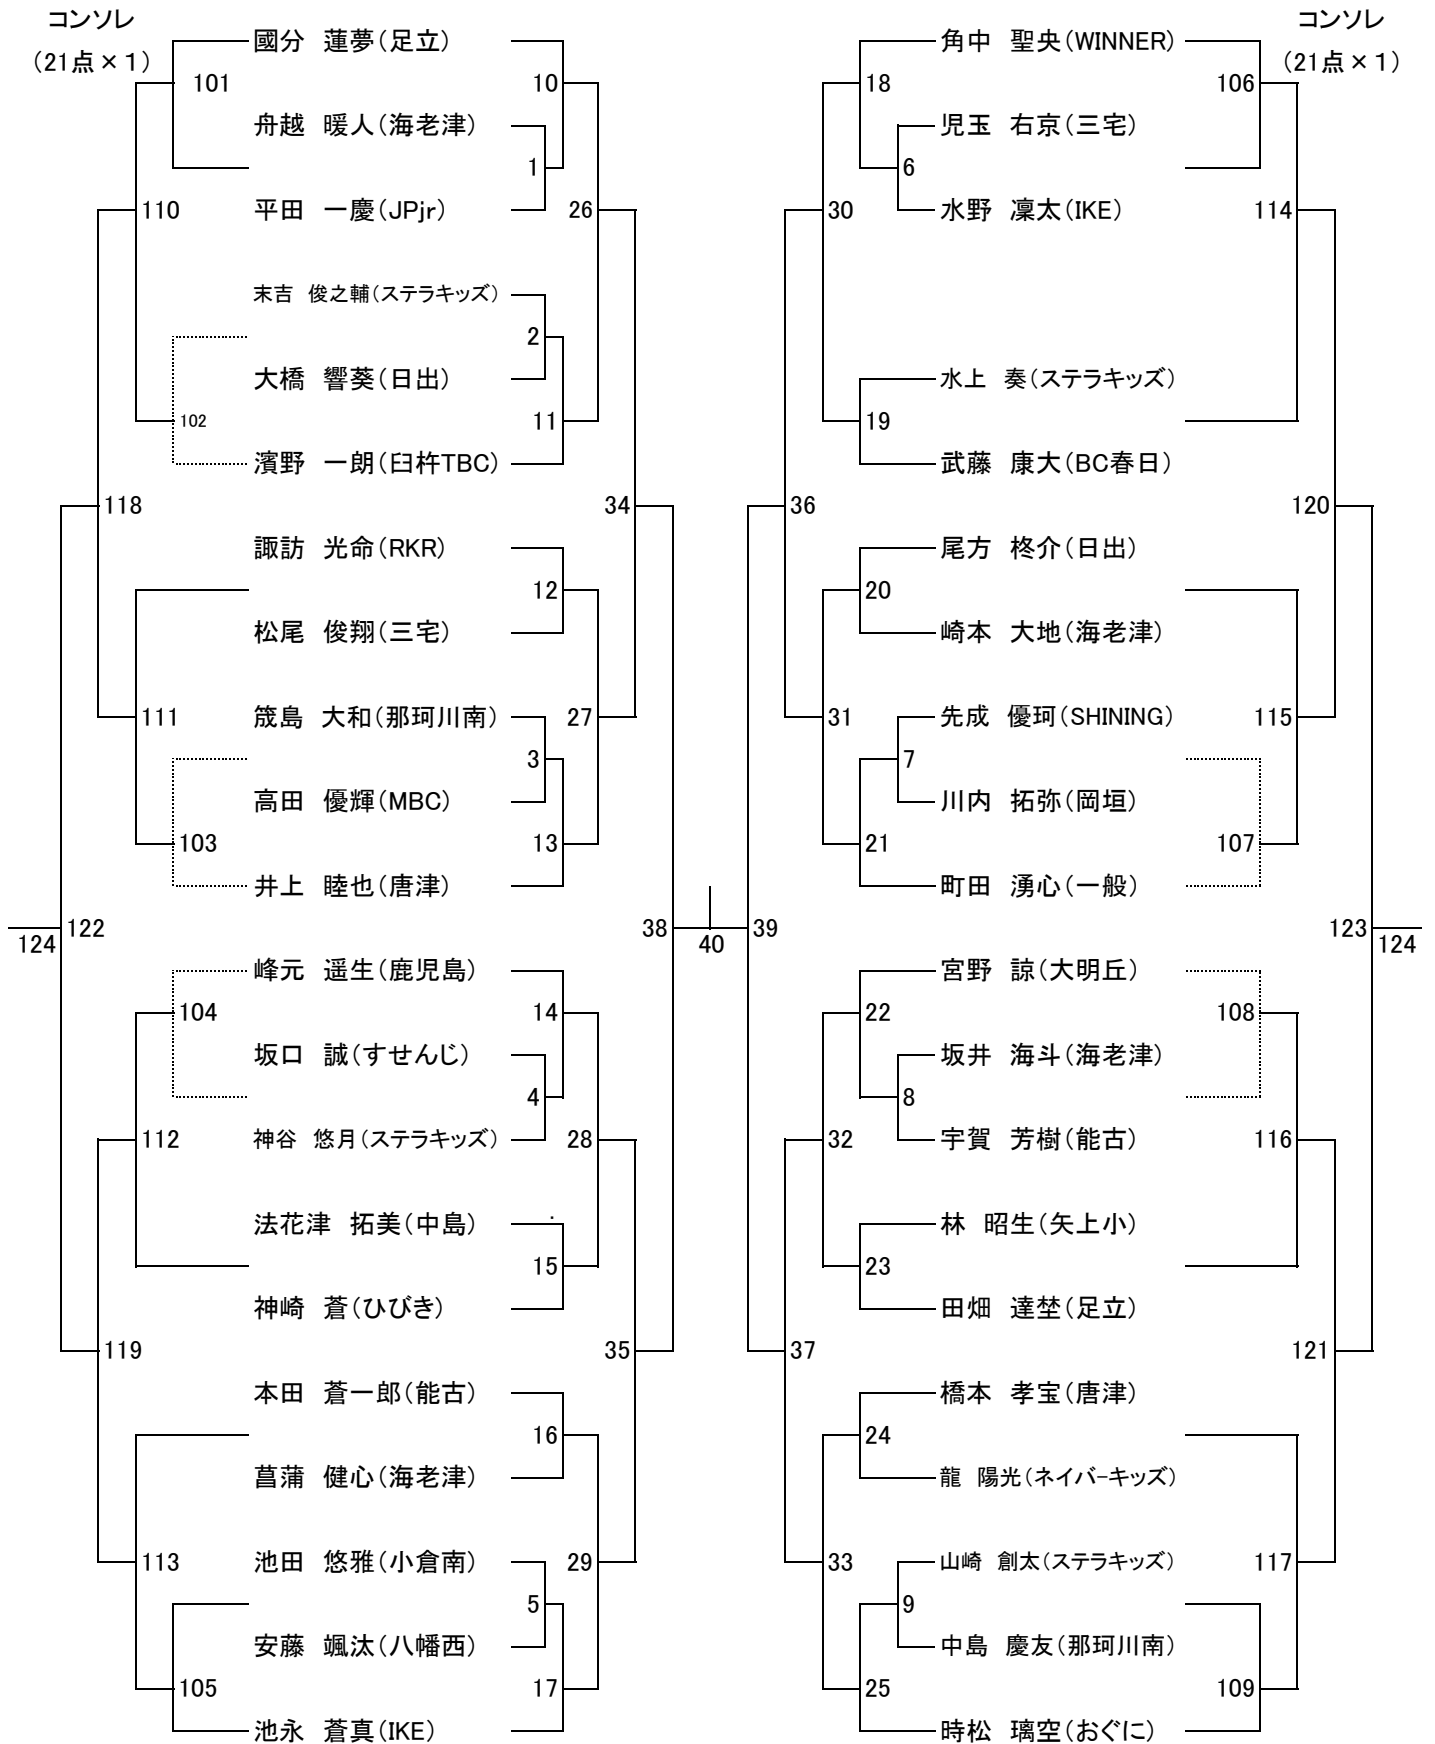 コンソレ
コンソレ
國分　蓮夢(足立)
角中　聖央(WINNER)
(21点×1)
(21点×1)
101
10
18
106
舟越　暖人(海老津)
児玉　右京(三宅)
1
6
110
平田　一慶(JPjr)
26
30
水野　凜太(IKE)
114
末吉　俊之輔(ステラキッズ)
2
大橋　響葵(日出)
水上　奏(ステラキッズ)
102
11
19
濱野　一朗(臼杵TBC)
武藤　康大(BC春日)
118
34
36
120
諏訪　光命(RKR)
尾方　柊介(日出)
12
20
松尾　俊翔(三宅)
崎本　大地(海老津)
111
筬島　大和(那珂川南)
27
31
先成　優珂(SHINING)
115
3
7
高田　優輝(MBC)
川内　拓弥(岡垣)
103
13
21
107
井上　睦也(唐津)
町田　湧心(一般)
122
38
39
123
124
40
124
峰元　遥生(鹿児島)
宮野　諒(大明丘)
104
14
22
108
坂口　誠(すせんじ)
坂井　海斗(海老津)
4
8
112
神谷　悠月(ステラキッズ)
28
32
宇賀　芳樹(能古)
116
法花津　拓美(中島)
林　昭生(矢上小)
15
23
神崎　蒼(ひびき)
田畑　達埜(足立)
119
35
37
121
本田　蒼一郎(能古)
橋本　孝宝(唐津)
16
24
菖蒲　健心(海老津)
龍　陽光(ネイバｰキッズ)
113
池田　悠雅(小倉南)
29
33
山崎　創太(ステラキッズ)
117
5
9
安藤　颯汰(八幡西)
中島　慶友(那珂川南)
105
17
25
109
池永　蒼真(IKE)
時松　璃空(おぐに)